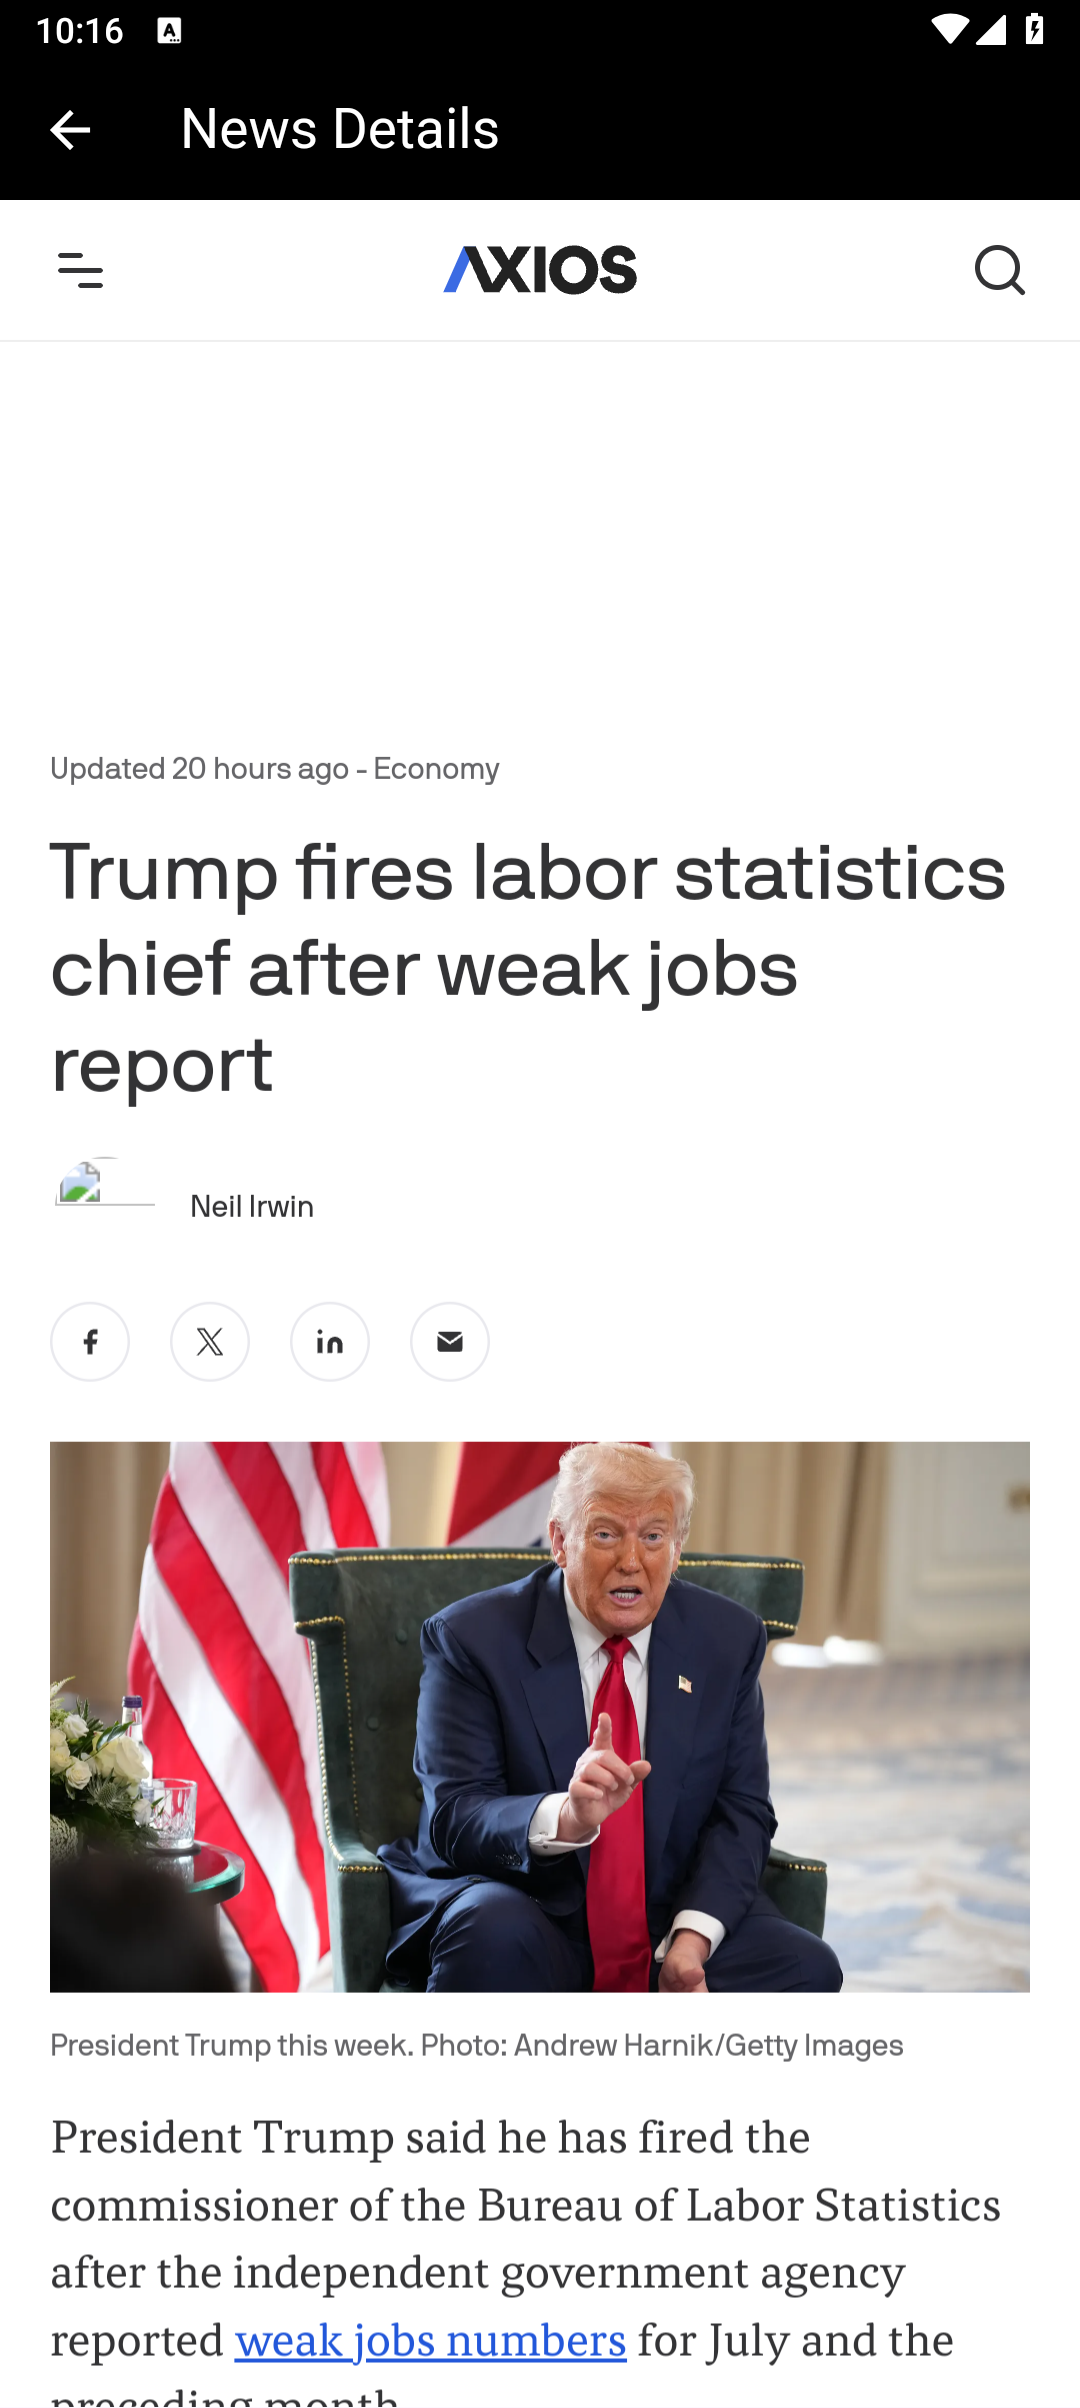 10:16
News Details
AXIOS
Updated 20 hours ago - Economy
Trump fires labor statistics
chief after weak jobs
report
Neil Irwin
President Trump this week. Photo: Andrew Harnik/Getty Images
President Trump said he has fired the
commissioner of the Bureau of Labor Statistics
after the independent government agency
reported weak jobs numbers for July and the
preceding month